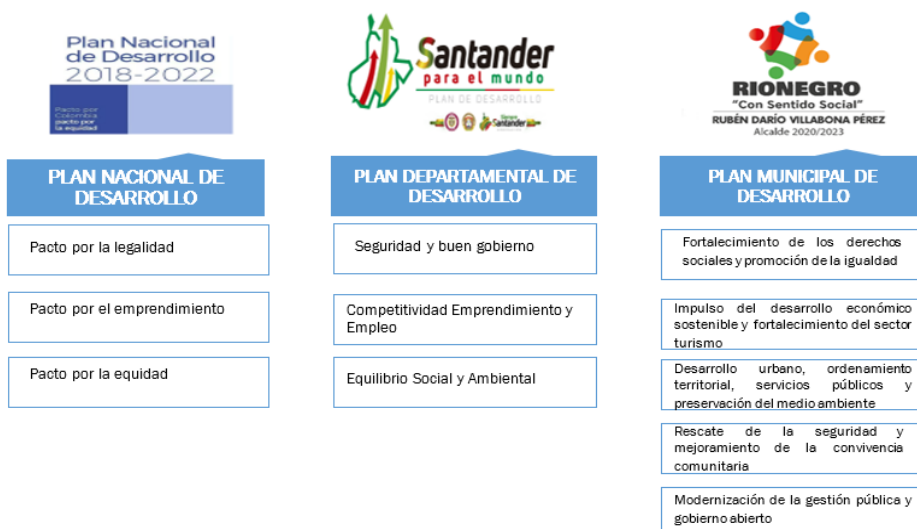 Plan Nacional
de Desarrollo
2018-2022
Pacto por
Colombia
pacto por
la equidad
PLAN NACIONAL DE
DESARROLLO
Pacto por la legalidad
Pacto por el emprendimiento
Pacto por la equidad
Santander
para el mundo
PLAN DE DESARROLLO
Santander
PLAN DEPARTAMENTAL DE
DESARROLLO
Seguridad y buen gobierno
Competitividad Emprendimiento y
Empleo
Equilibrio Social y Ambiental
RIONEGRO
"Con Sentido Social"
RUBÉN DARÍO VILLABONA PÉREZ
Alcalde 2020/2023
PLAN MUNICIPAL DE
DESARROLLO
Fortalecimiento de los derechos
sociales y promoción de la igualdad
Impulso del desarrollo económico
sostenible y fortalecimiento del sector
turismo
Desarrollo urbano, ordenamiento
territorial, servicios públicos y
preservación del medio ambiente
Rescate de la seguridad y
mejoramiento de la convivencia
comunitaria
Modernización de la gestión pública y
gobierno abierto